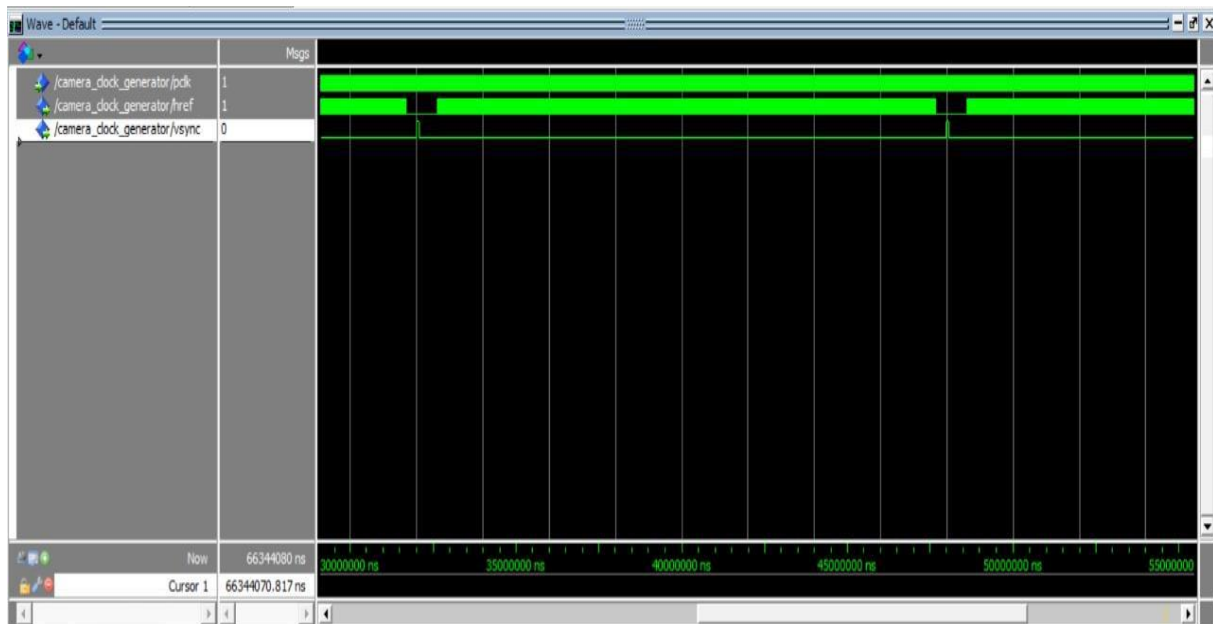 Wave - Default
Msgs
/camera_clock_generator/pclk 1
/camera_clock_generator/href 1
/camera_clock_generator/vsync 0
Now 66344080 ns
30000000 ns 35000000 ns 40000000 ns 45000000 ns 50000000 ns 55000000
Cursor 1 66344070.817 ns